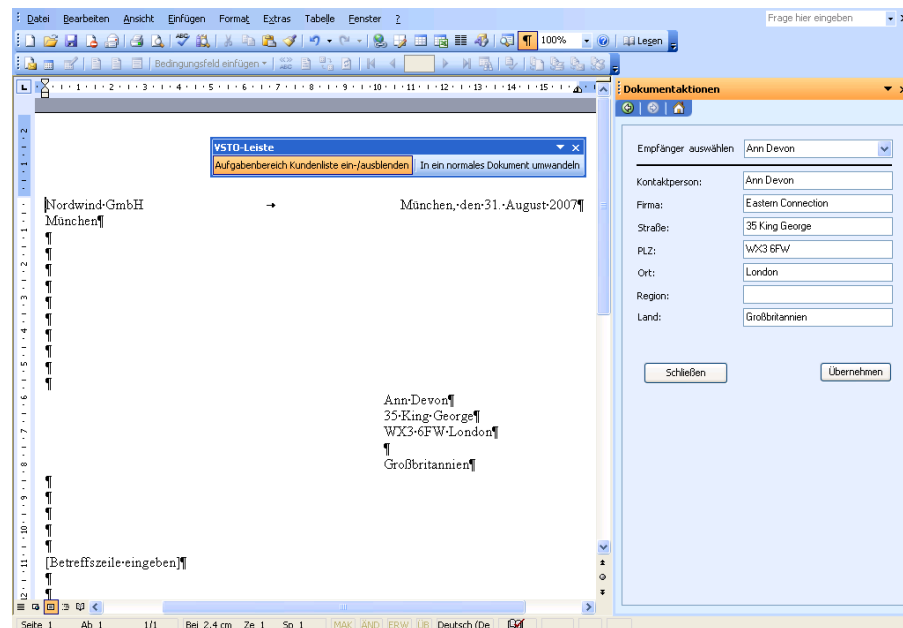 Datei Bearbeiten Ansicht Einfügen Format Extras Tabelle Fenster ? Frage hier eingeben
100% Lesen
Bedingungsfeld einfügen
Dokumentaktionen
VSTO-Leiste
Aufgabenbereich Kundenliste ein-/ausblenden In ein normales Dokument umwandeln
Empfänger auswählen Ann Devon
Kontaktperson: Ann Devon
Firma: Eastern Connection
Straße: 35 King George
PLZ: WX3 6FW
Ort: London
Region:
Land: Großbritannien
Schließen Übernehmen
Nordwind·GmbH → München,·den·31.·August·2007¶
München¶
¶
¶
¶
¶
¶
¶
¶
¶
¶
¶
Ann·Devon¶
35·King·George¶
WX3·6FW·London¶
¶
Großbritannien¶
¶
¶
¶
¶
¶
[Betreffszeile·eingeben]¶
¶
¶
Seite 1 Ab 1 1/1 Bei 2,4 cm Ze 1 Sp 1 MAK ÄND ERW ÜB Deutsch (De